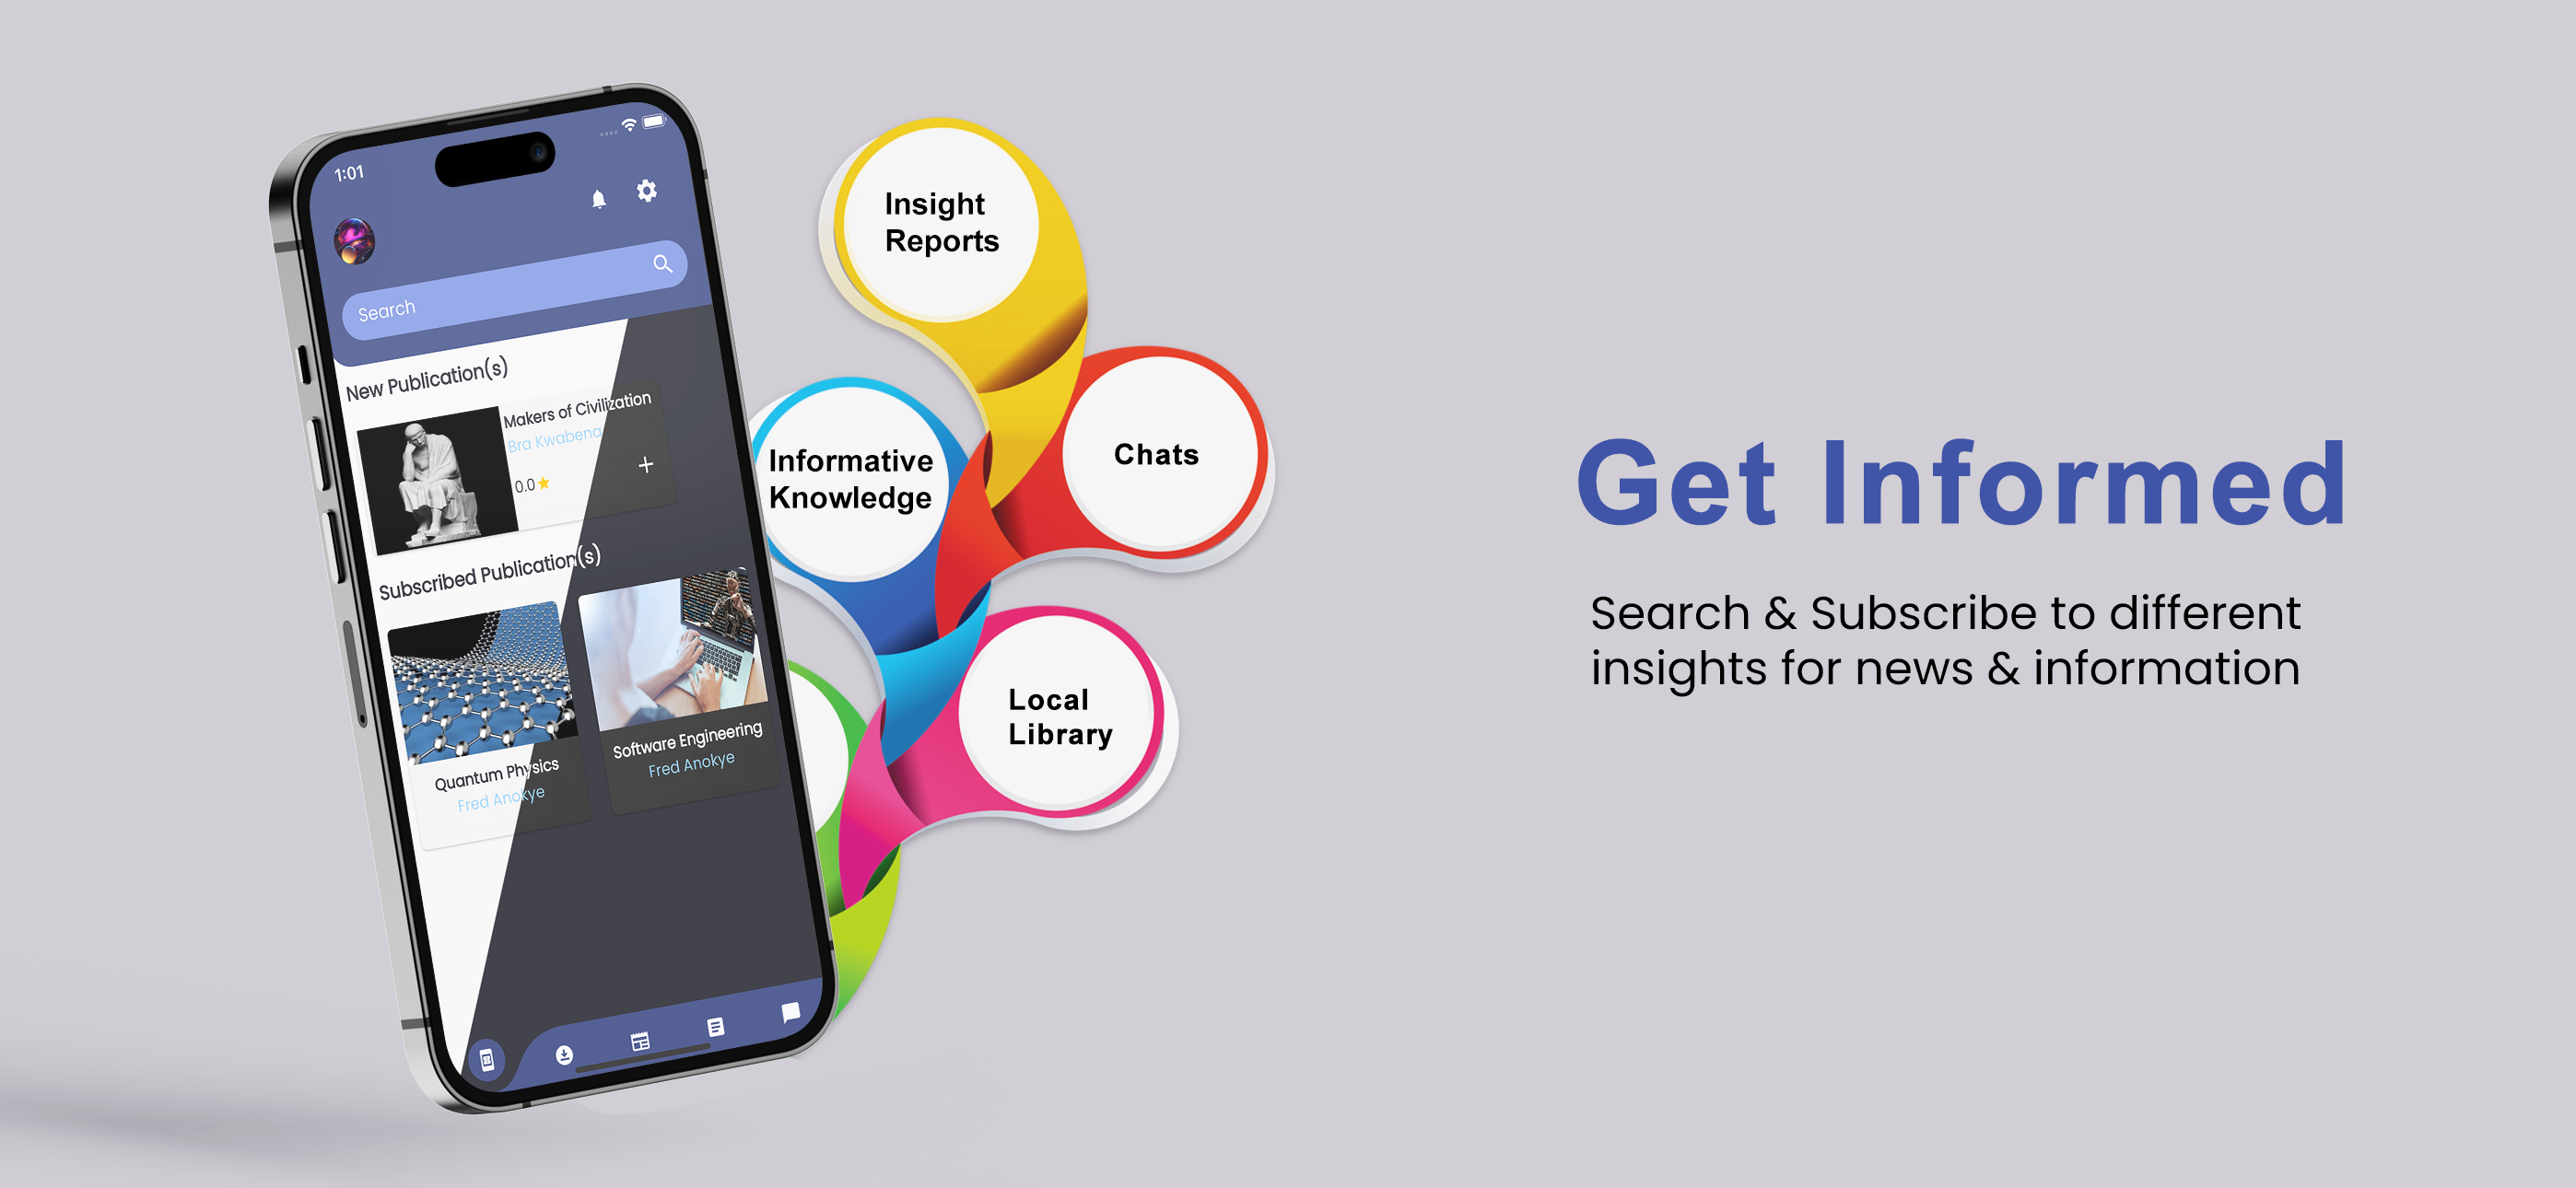 1:01
Search
New Publication(s)
Makers of Civilization
Bra Kwabena
0.0
Subscribed Publication(s)
Quantum Physics
Fred Anokye
Software Engineering
Fred Anokye
Insight
Reports
Informative
Knowledge
Chats
Local
Library
Get Informed
Search & Subscribe to different
insights for news & information